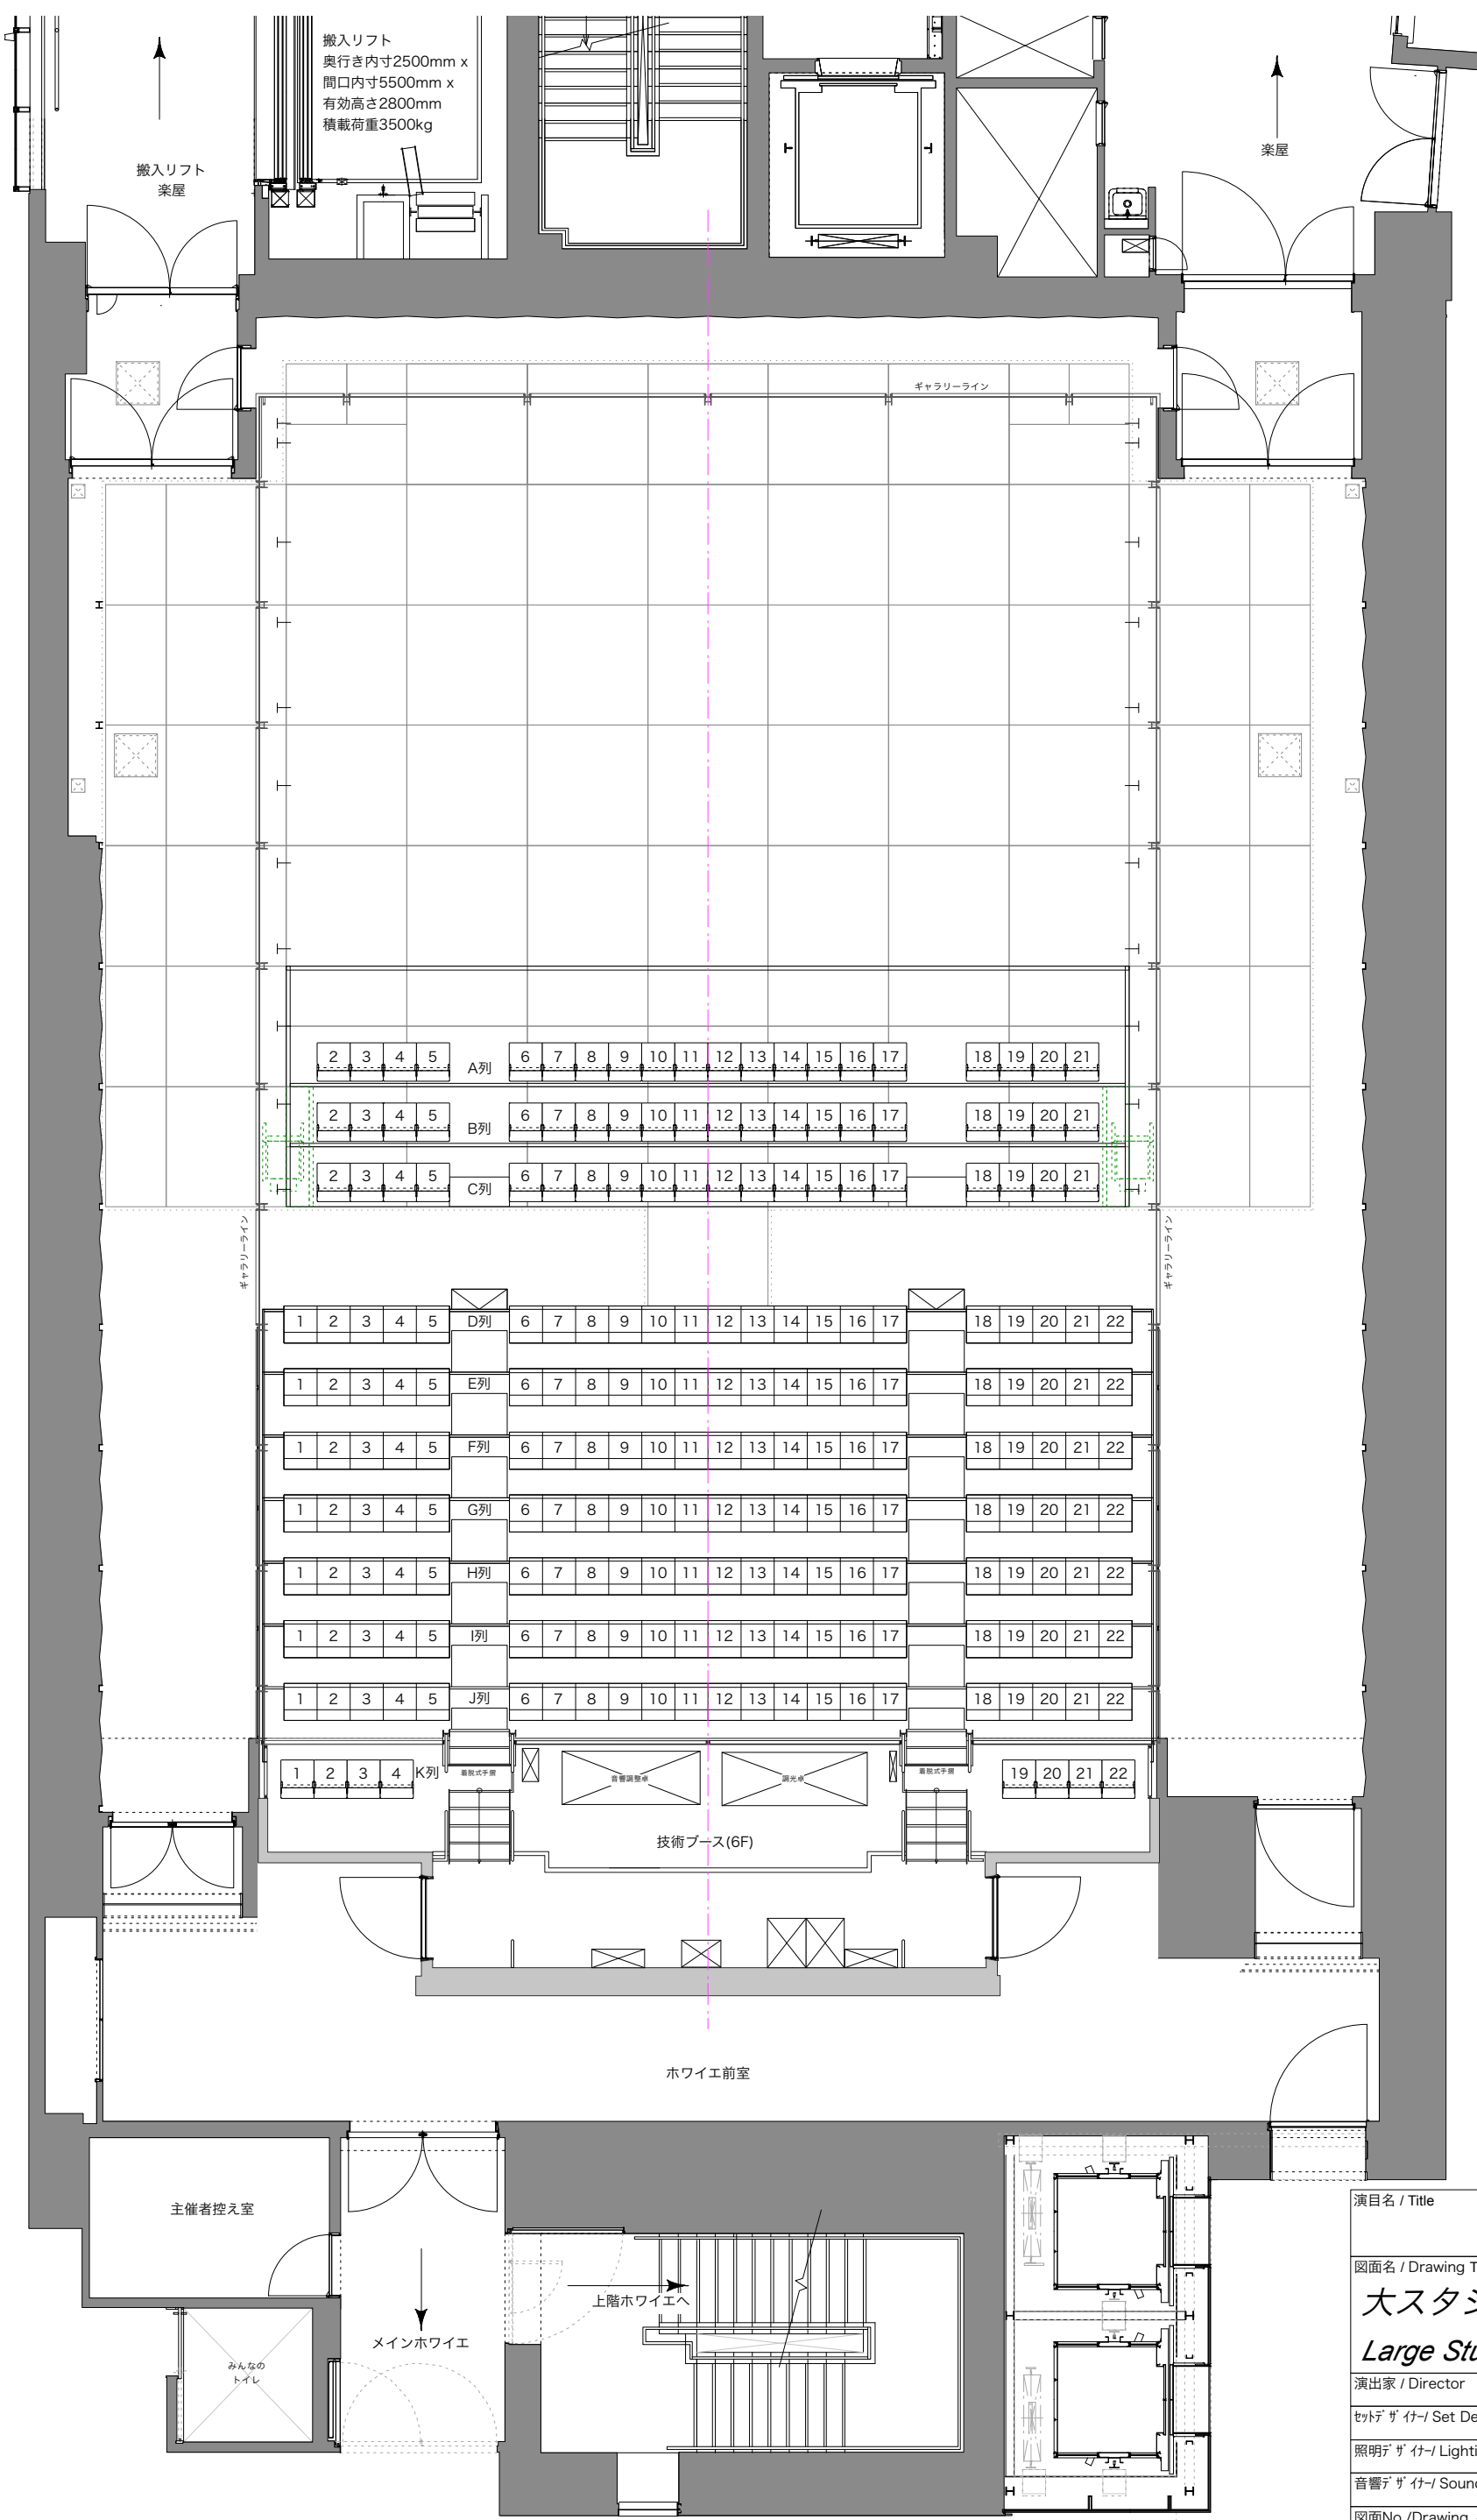 搬入リフト
奥行き内寸2500mm x
間口内寸5500mm x
有効高さ2800mm
積載荷重3500kg
搬入リフト
楽屋
楽屋
ギャラリーライン
2 3 4 5 A列 6 7 8 9 10 11 12 13 14 15 16 17 18 19 20 21
2 3 4 5 B列 6 7 8 9 10 11 12 13 14 15 16 17 18 19 20 21
2 3 4 5 C列 6 7 8 9 10 11 12 13 14 15 16 17 18 19 20 21
ギャラリーライン
ギャラリーライン
1 2 3 4 5 D列 6 7 8 9 10 11 12 13 14 15 16 17 18 19 20 21 22
1 2 3 4 5 E列 6 7 8 9 10 11 12 13 14 15 16 17 18 19 20 21 22
1 2 3 4 5 F列 6 7 8 9 10 11 12 13 14 15 16 17 18 19 20 21 22
1 2 3 4 5 G列 6 7 8 9 10 11 12 13 14 15 16 17 18 19 20 21 22
1 2 3 4 5 H列 6 7 8 9 10 11 12 13 14 15 16 17 18 19 20 21 22
1 2 3 4 5 I列 6 7 8 9 10 11 12 13 14 15 16 17 18 19 20 21 22
1 2 3 4 5 J列 6 7 8 9 10 11 12 13 14 15 16 17 18 19 20 21 22
1 2 3 4 K列 着脱式手摺 音響調整卓 調光卓 着脱式手摺 19 20 21 22
技術ブース(6F)
ホワイエ前室
主催者控え室
上階ホワイエへ
メインホワイエ
みんなの
トイレ
演目名 / Title
図面名 / Drawing T
大スタジ
Large Stu
演出家 / Director
ｾｯﾄﾃﾞｻﾞｲﾅｰ/ Set De
照明ﾃﾞｻﾞｲﾅｰ/ Lighti
音響ﾃﾞｻﾞｲﾅｰ/ Sound
図面No./Drawing